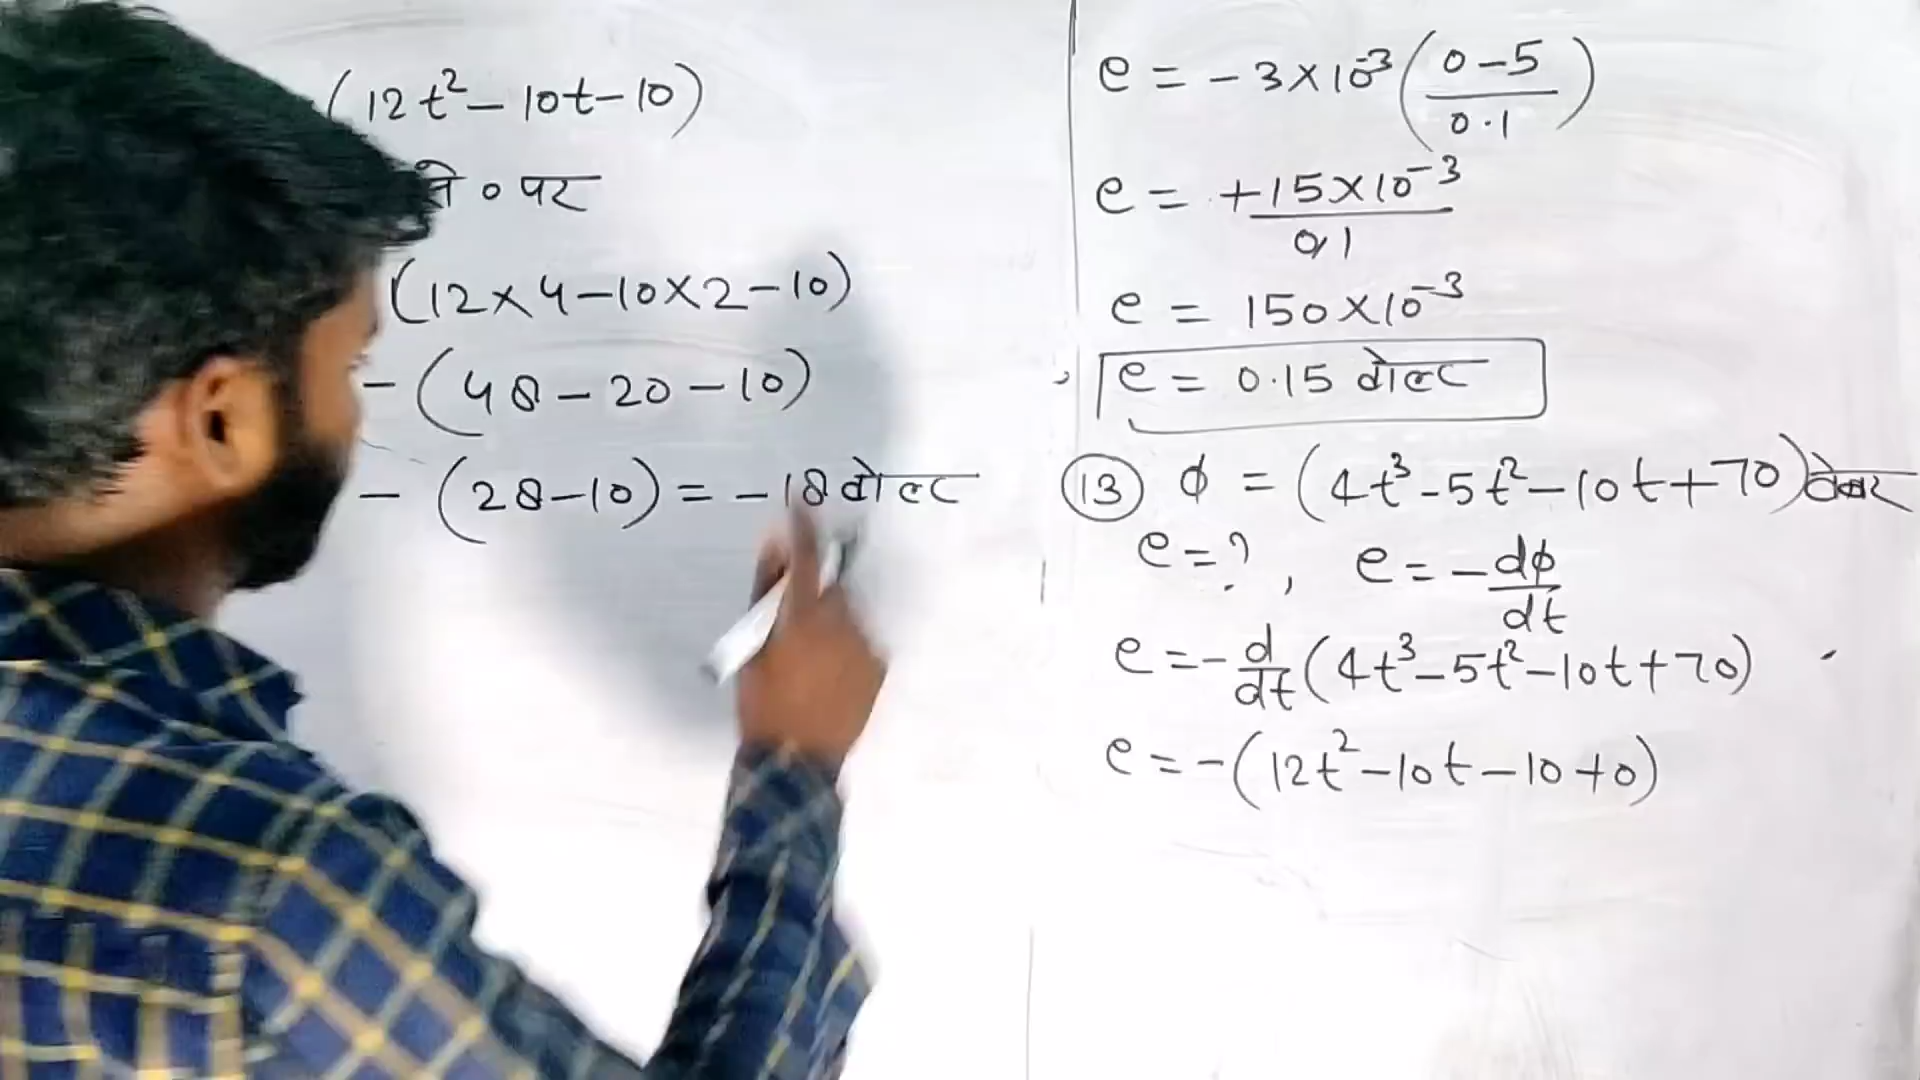 (12t² - 10t - 10)
० पर
(12 × 4 - 10 × 2 - 10)
- (48 - 20 - 10)
- (28 - 10) = - 18 वोल्ट
e = - 3 × 10⁻³ ( (0 - 5) / 0.1 )
e = +15 × 10⁻³ / 0.1
e = 150 × 10⁻³
e = 0.15 वोल्ट
(13) φ = (4t³ - 5t² - 10t + 70) वेबर
e = ? , e = - dφ/dt
e = - d/dt (4t³ - 5t² - 10t + 70)
e = - (12t² - 10t - 10 + 0)